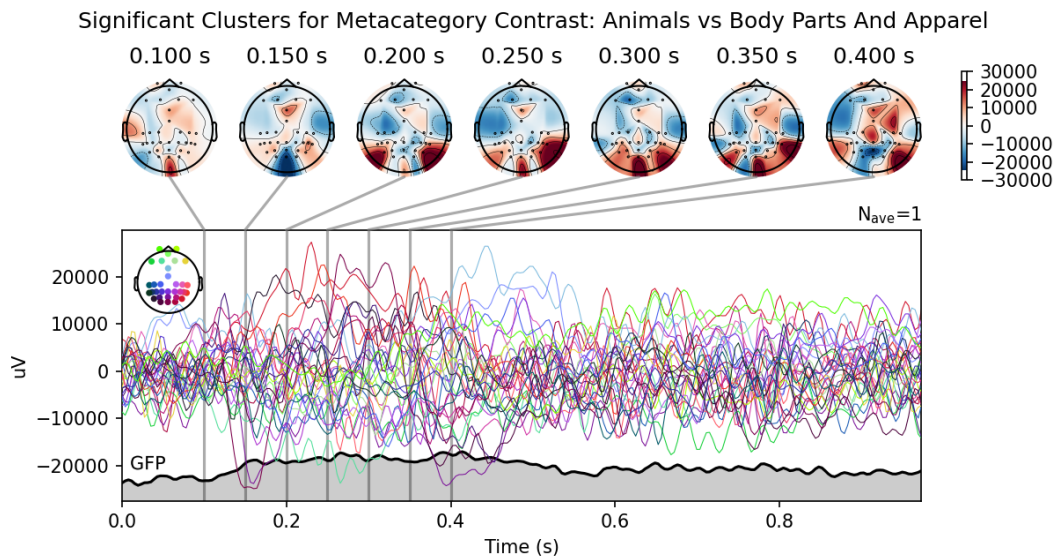 Significant Clusters for Metacategory Contrast: Animals vs Body Parts And Apparel
0.100 s 0.150 s 0.200 s 0.250 s 0.300 s 0.350 s 0.400 s
30000
20000
10000
0
−10000
−20000
−30000
Nave=1
20000
10000
0
−10000
−20000
uV
GFP
0.0 0.2 0.4 0.6 0.8
Time (s)